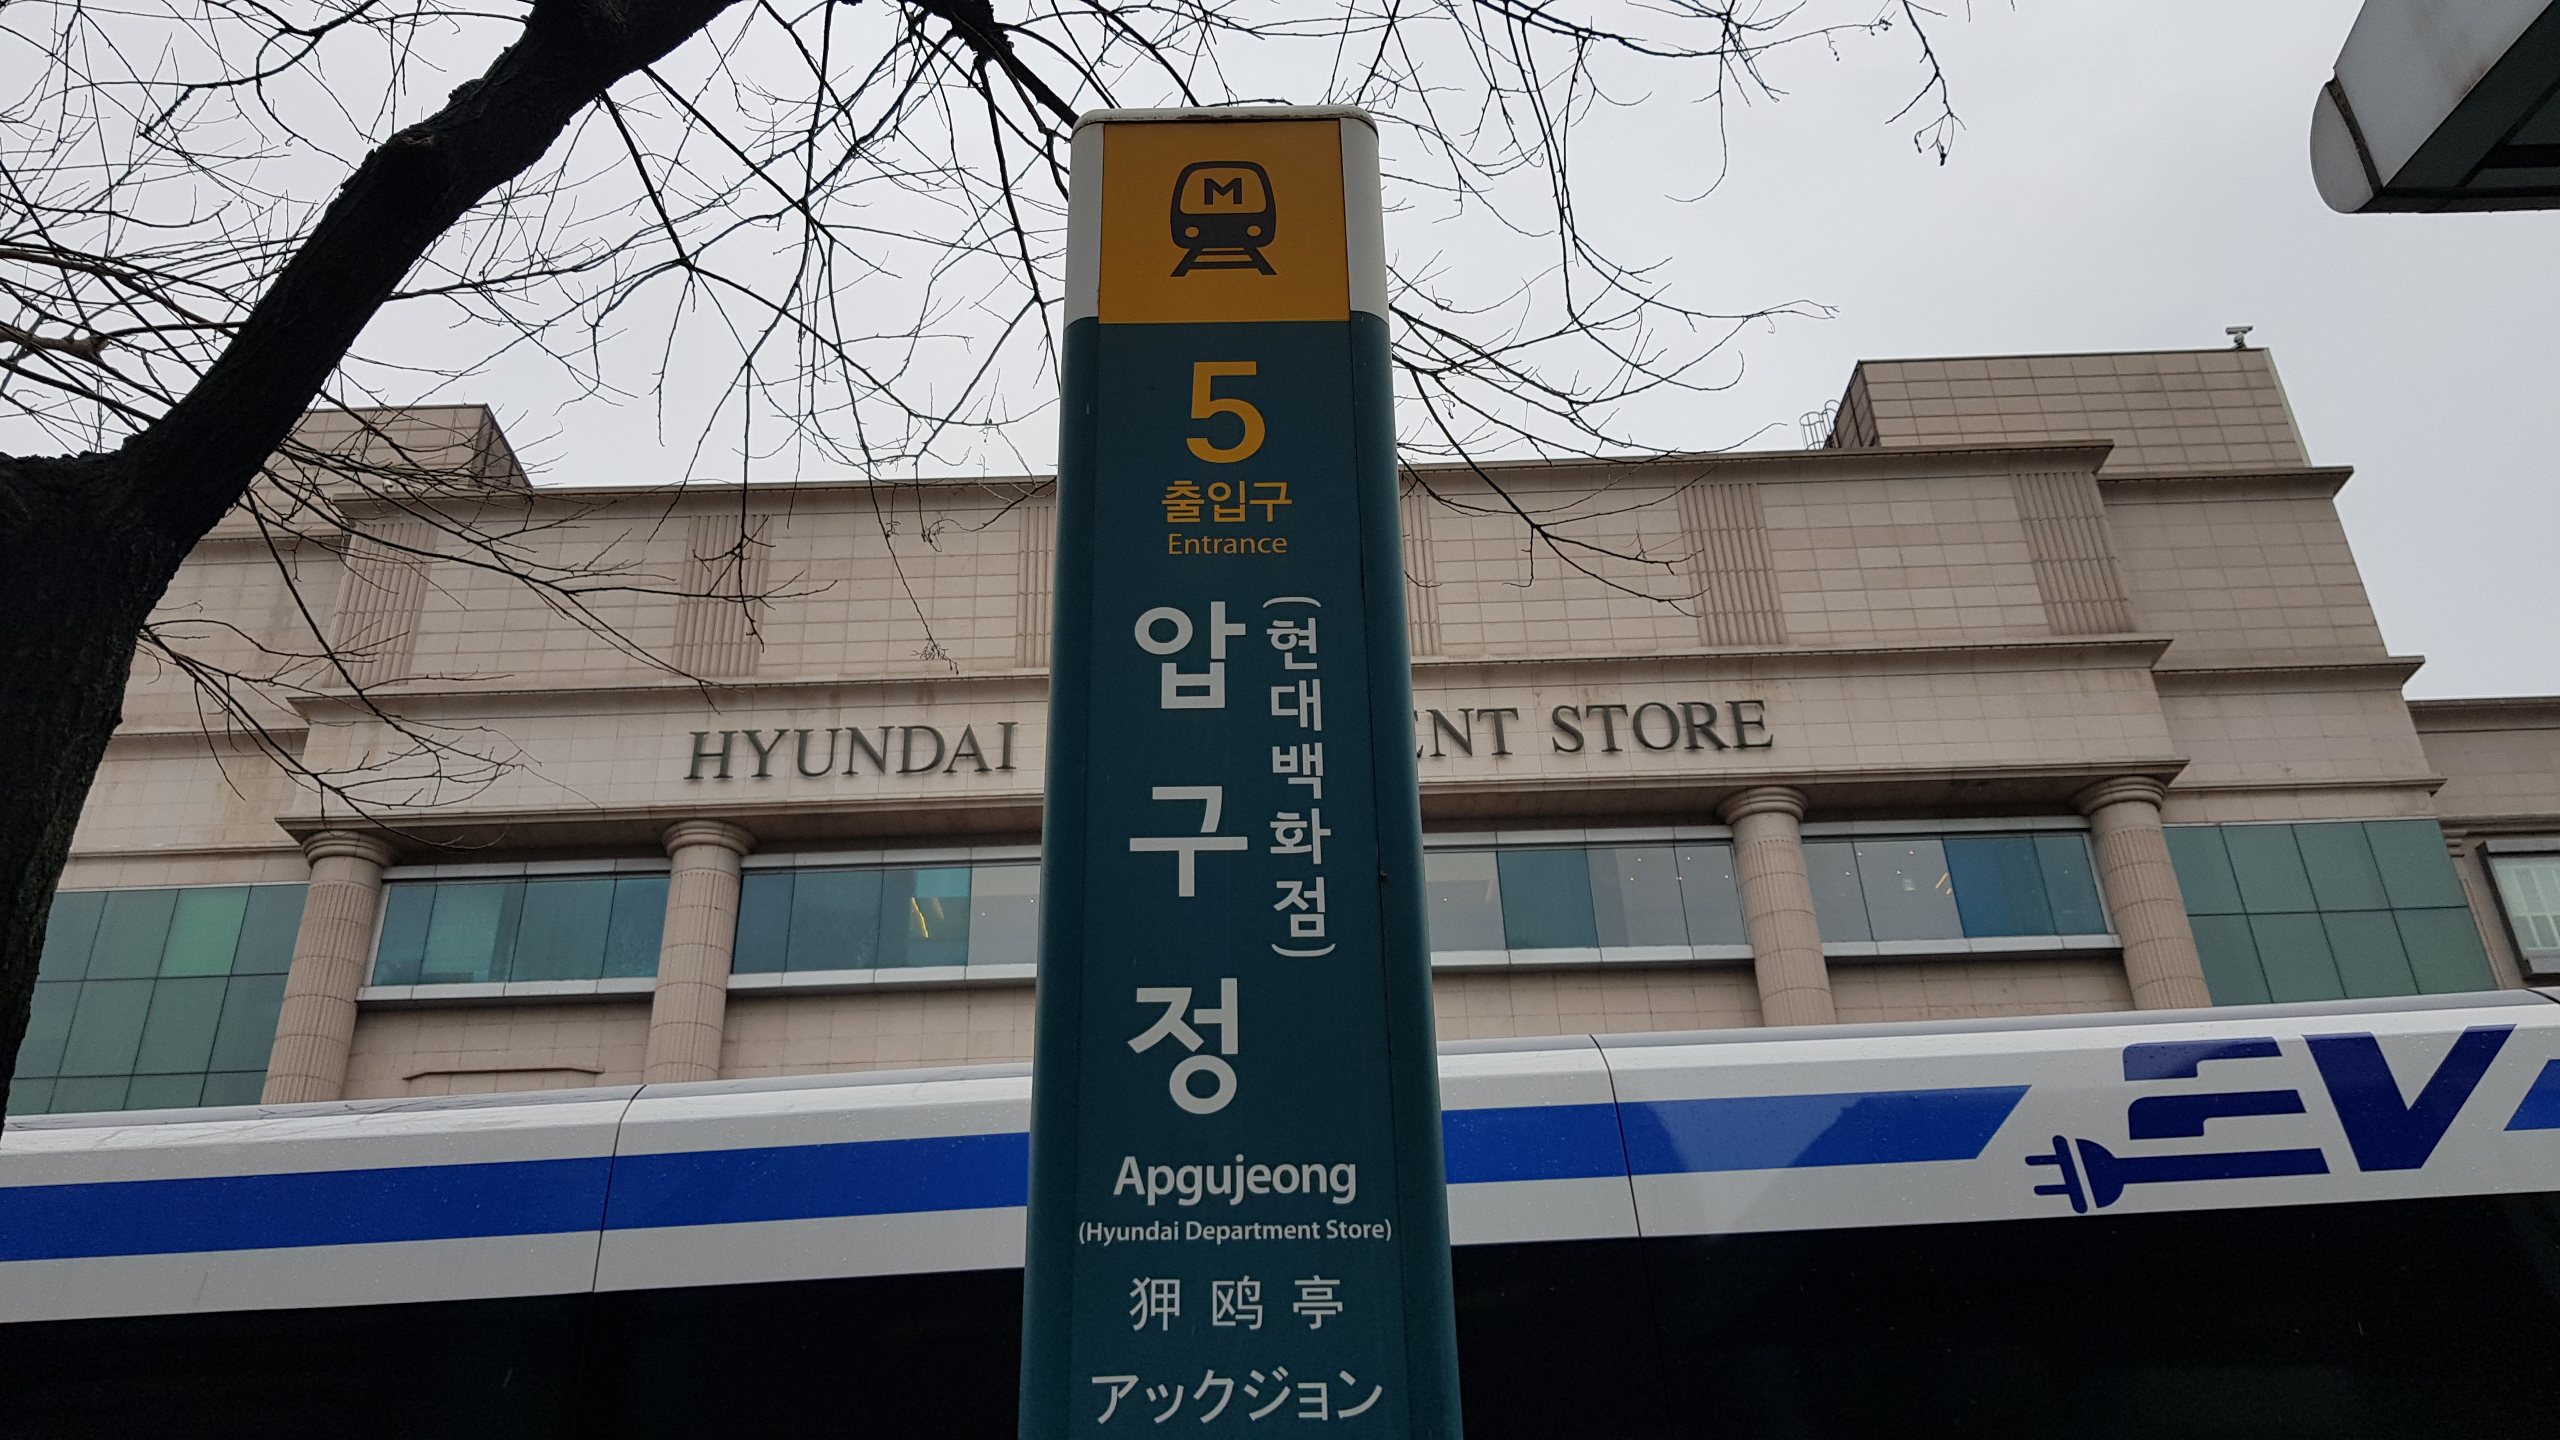 M
5
출입구
Entrance
압구정
(현대백화점)
Apgujeong
(Hyundai Department Store)
狎鸥亭
アックジョン
HYUNDAI
STORE
EV